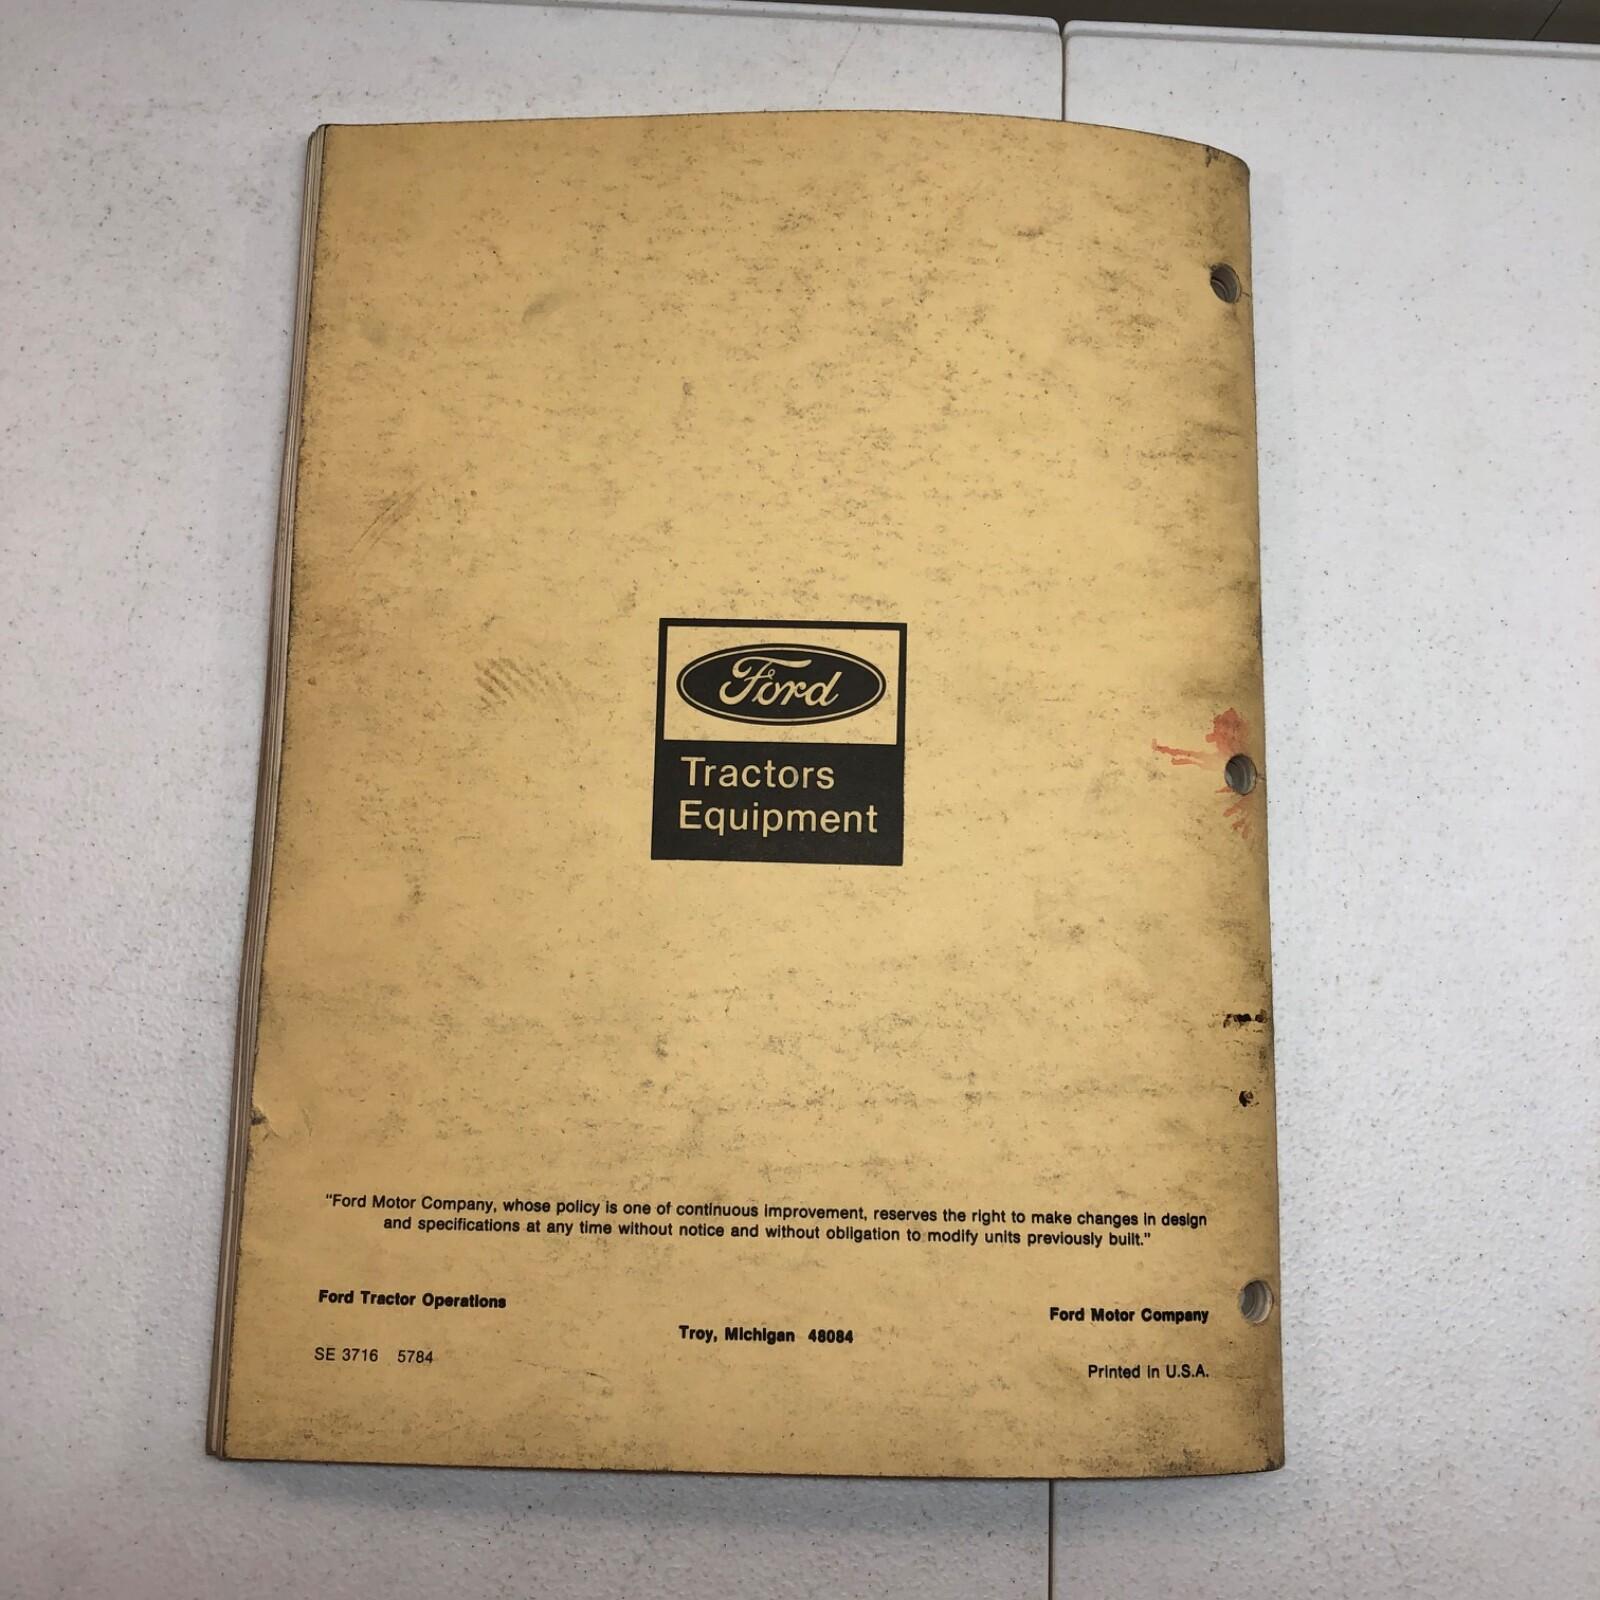 Ford
Tractors
Equipment
"Ford Motor Company, whose policy is one of continuous improvement, reserves the right to make changes in design
and specifications at any time without notice and without obligation to modify units previously built."
Ford Tractor Operations
Ford Motor Company
Troy, Michigan 48084
SE 3716 5784
Printed in U.S.A.